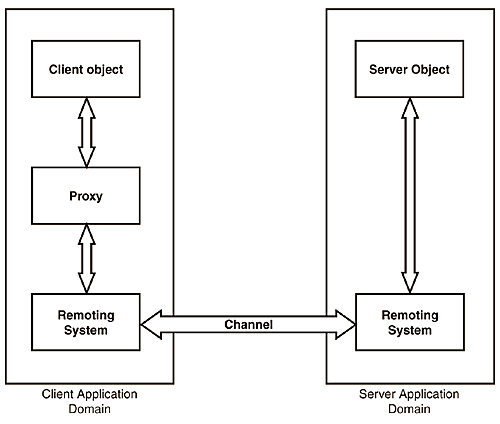 Client object
Server Object
Proxy
Remoting
System
Channel
Remoting
System
Client Application
Domain
Server Application
Domain